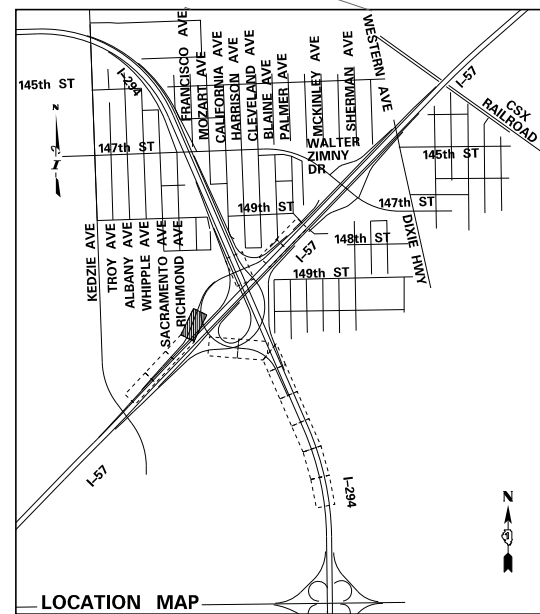 145th ST
I-294
FRANCISCO AVE
MOZART AVE
CALIFORNIA AVE
HARRISON AVE
CLEVELAND AVE
BLAINE AVE
PALMER AVE
MCKINLEY AVE
SHERMAN AVE
WESTERN AVE
I-57
CSX
RAILROAD
N
147th ST
WALTER
ZIMNY
DR
145th ST
149th ST
147th ST
148th ST
I-57
149th ST
DIXIE HWY
KEDZIE AVE
TROY AVE
ALBANY AVE
WHIPPLE AVE
SACRAMENTO AVE
RICHMOND AVE
I-57
I-294
N
LOCATION MAP